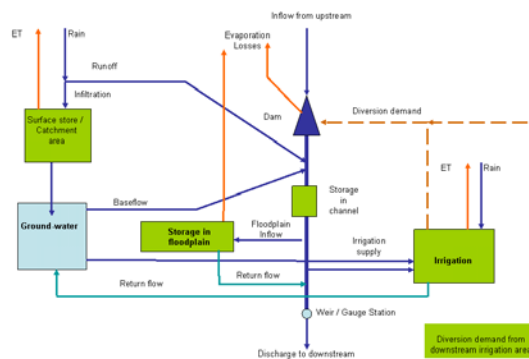 Inflow from upstream
ET
Rain
Evaporation
Losses
Runoff
Infiltration
Dam
Diversion demand
Surface store /
Catchment
area
ET
Rain
Storage
in
channel
Baseflow
Ground-water
Storage in
floodplain
Floodplain
Inflow
Irrigation
supply
Irrigation
Return flow
Return flow
Weir / Gauge Station
Diversion demand from
downstream irrigation area
Discharge to downstream